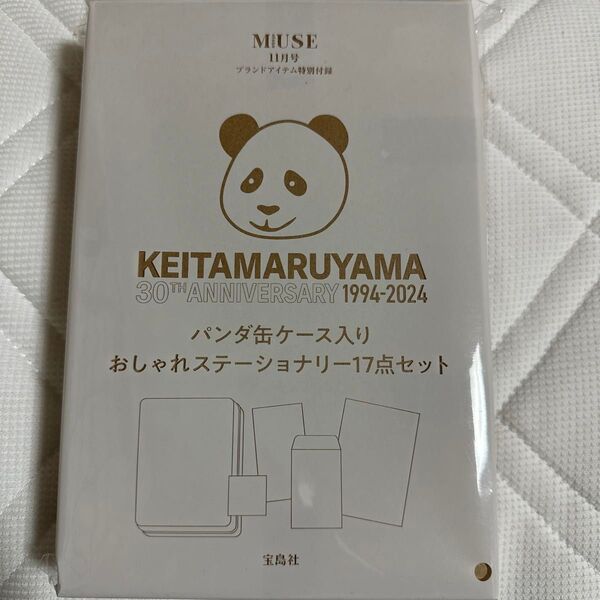 MUSE
11月号
ブランドアイテム特別付録
KEITAMARUYAMA
30TH ANNIVERSARY 1994-2024
パンダ缶ケース入り
おしゃれステーショナリー17点セット
宝島社